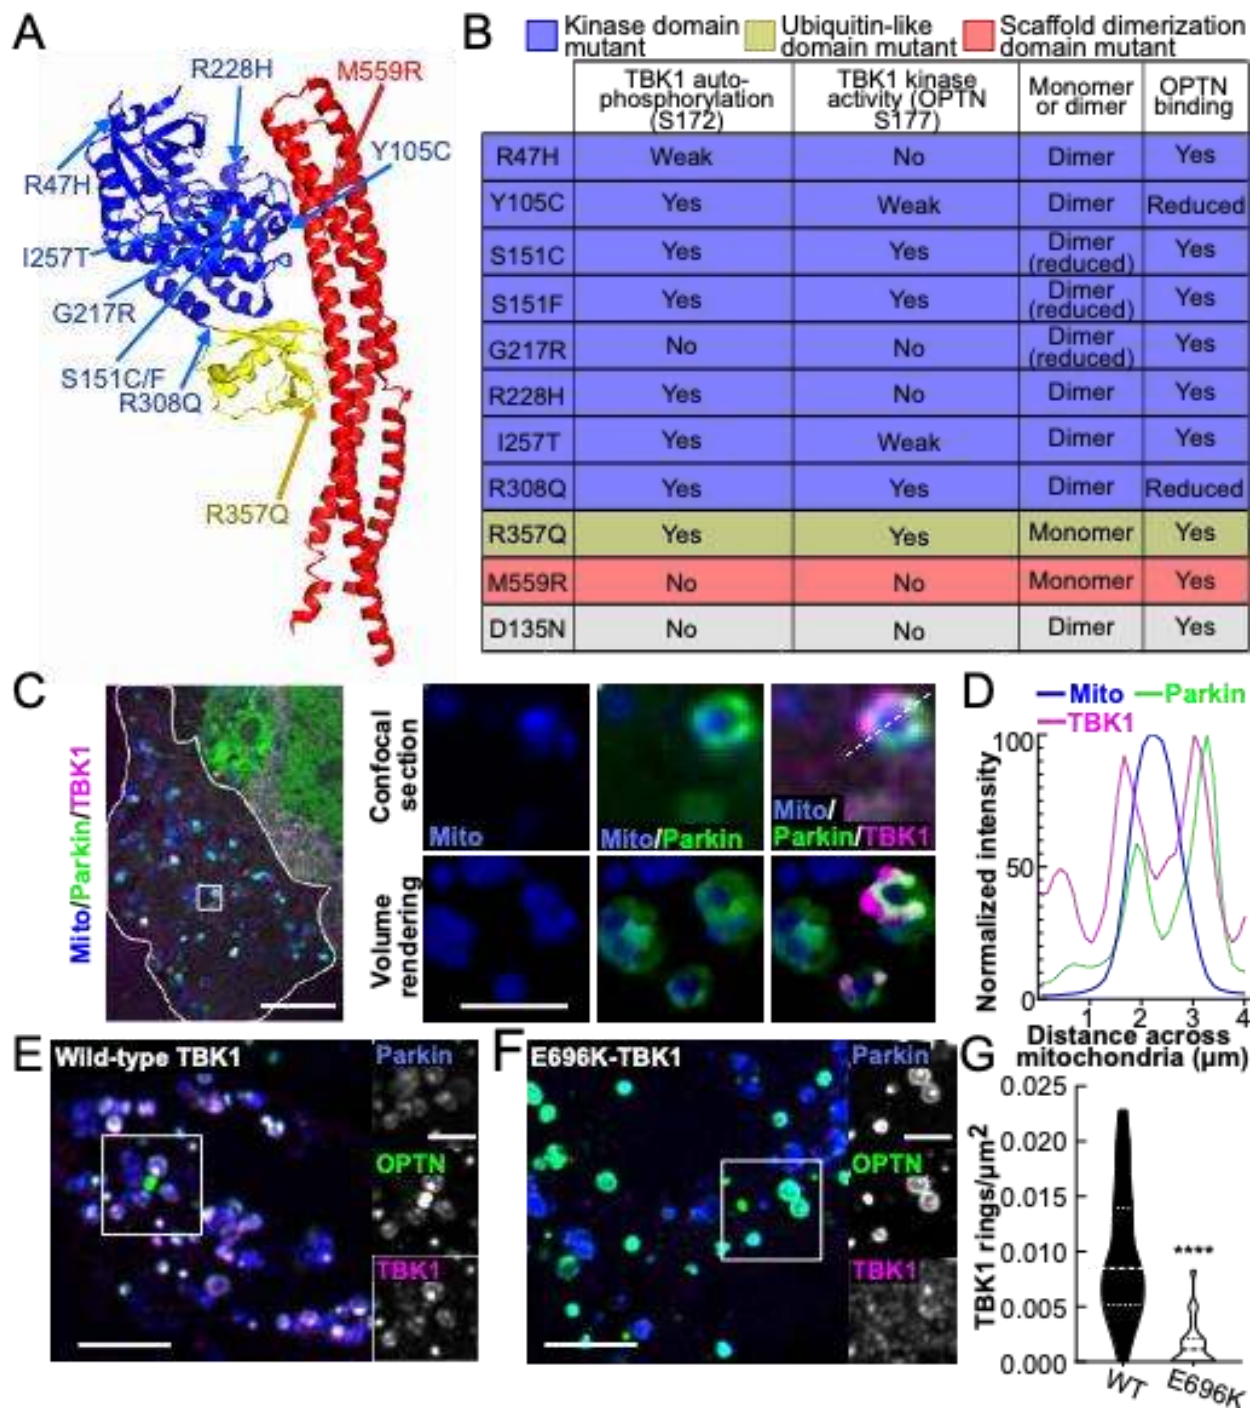 A
R228H
M559R
Y105C
R47H
I257T
G217R
S151C/F
R308Q
R357Q
B
Kinase domain
mutant
Ubiquitin-like
domain mutant
Scaffold dimerization
domain mutant
TBK1 auto-
phosphorylation
(S172)
TBK1 kinase
activity (OPTN
S177)
Monomer
or dimer
OPTN
binding
R47H Weak No Dimer Yes
Y105C Yes Weak Dimer Reduced
S151C Yes Yes Dimer (reduced) Yes
S151F Yes Yes Dimer (reduced) Yes
G217R No No Dimer (reduced) Yes
R228H Yes No Dimer Yes
I257T Yes Weak Dimer Yes
R308Q Yes Yes Dimer Reduced
R357Q Yes Yes Monomer Yes
M559R No No Monomer Yes
D135N No No Dimer Yes
C
Mito/Parkin/TBK1
Confocal
section
Mito
Mito/Parkin
Mito/
Parkin/TBK1
Volume
rendering
D
Mito Parkin
TBK1
Normalized intensity
100
50
0
1 2 3 4
Distance across
mitochondria (µm)
E
Wild-type TBK1
Parkin
OPTN
TBK1
F
E696K-TBK1
Parkin
OPTN
TBK1
G
TBK1 rings/µm2
0.025
0.020
0.015
0.010
0.005
0.000
****
WT
E696K